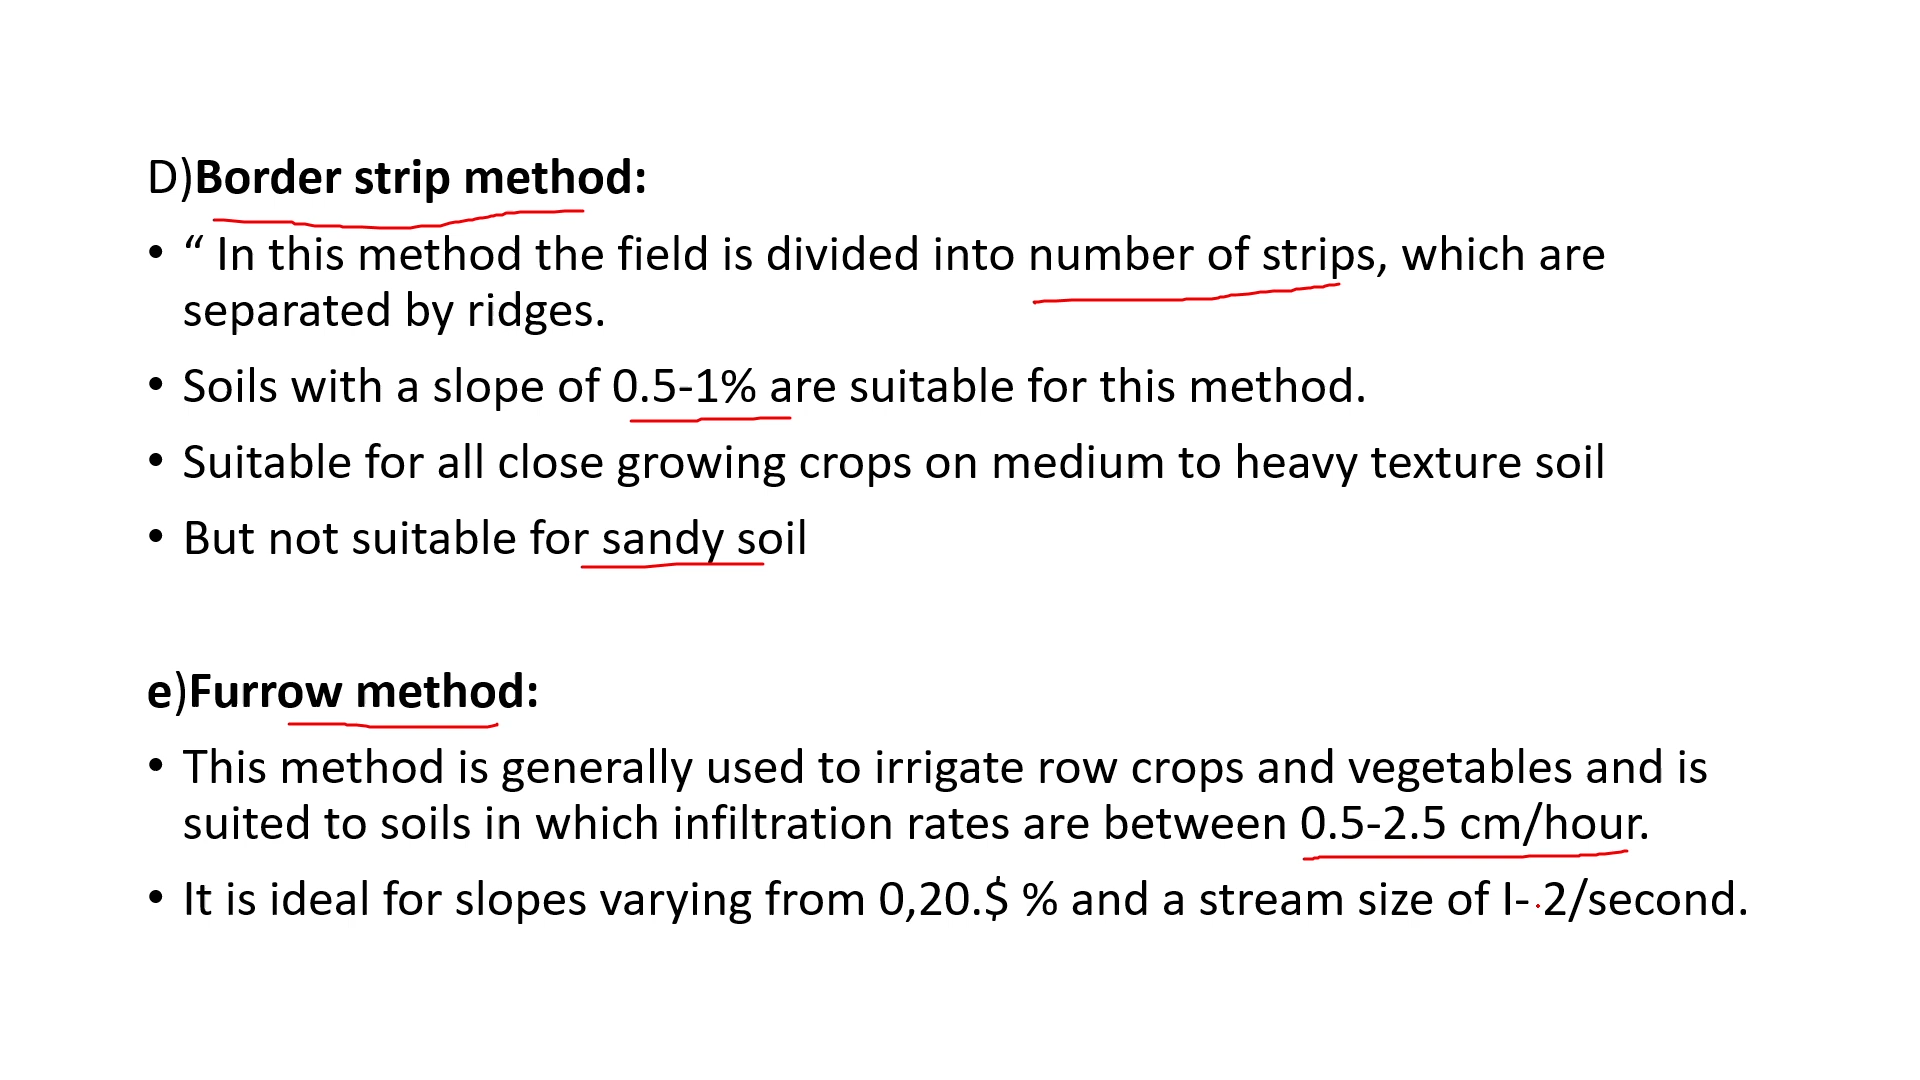 D)Border strip method:
• “ In this method the field is divided into number of strips, which are
separated by ridges.
• Soils with a slope of 0.5-1% are suitable for this method.
• Suitable for all close growing crops on medium to heavy texture soil
• But not suitable for sandy soil
e)Furrow method:
• This method is generally used to irrigate row crops and vegetables and is
suited to soils in which infiltration rates are between 0.5-2.5 cm/hour.
• It is ideal for slopes varying from 0,20.$ % and a stream size of I- 2/second.